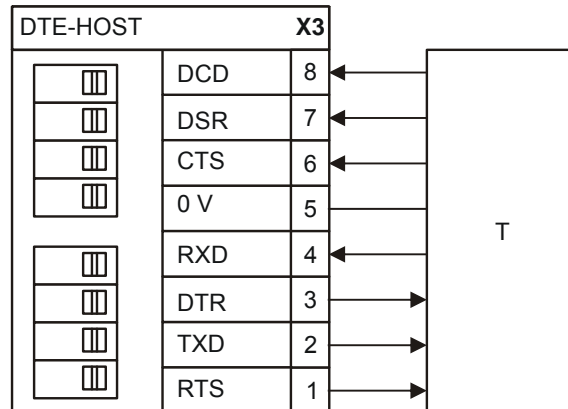 DTE-HOST X3
DCD 8
DSR 7
CTS 6
0 V 5
T
RXD 4
DTR 3
TXD 2
RTS 1